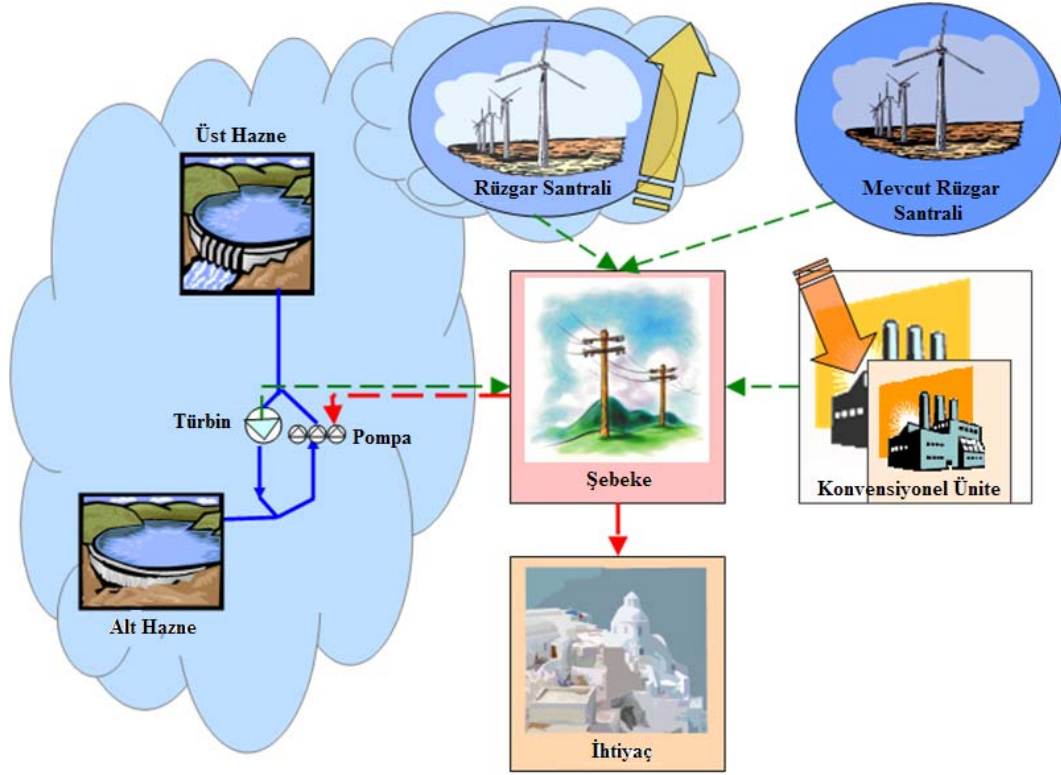 Üst Hazne
Rüzgar Santrali
Mevcut Rüzgar
Santrali
Türbin
Pompa
Şebeke
Konvensiyonel Ünite
Alt Hazne
İhtiyaç